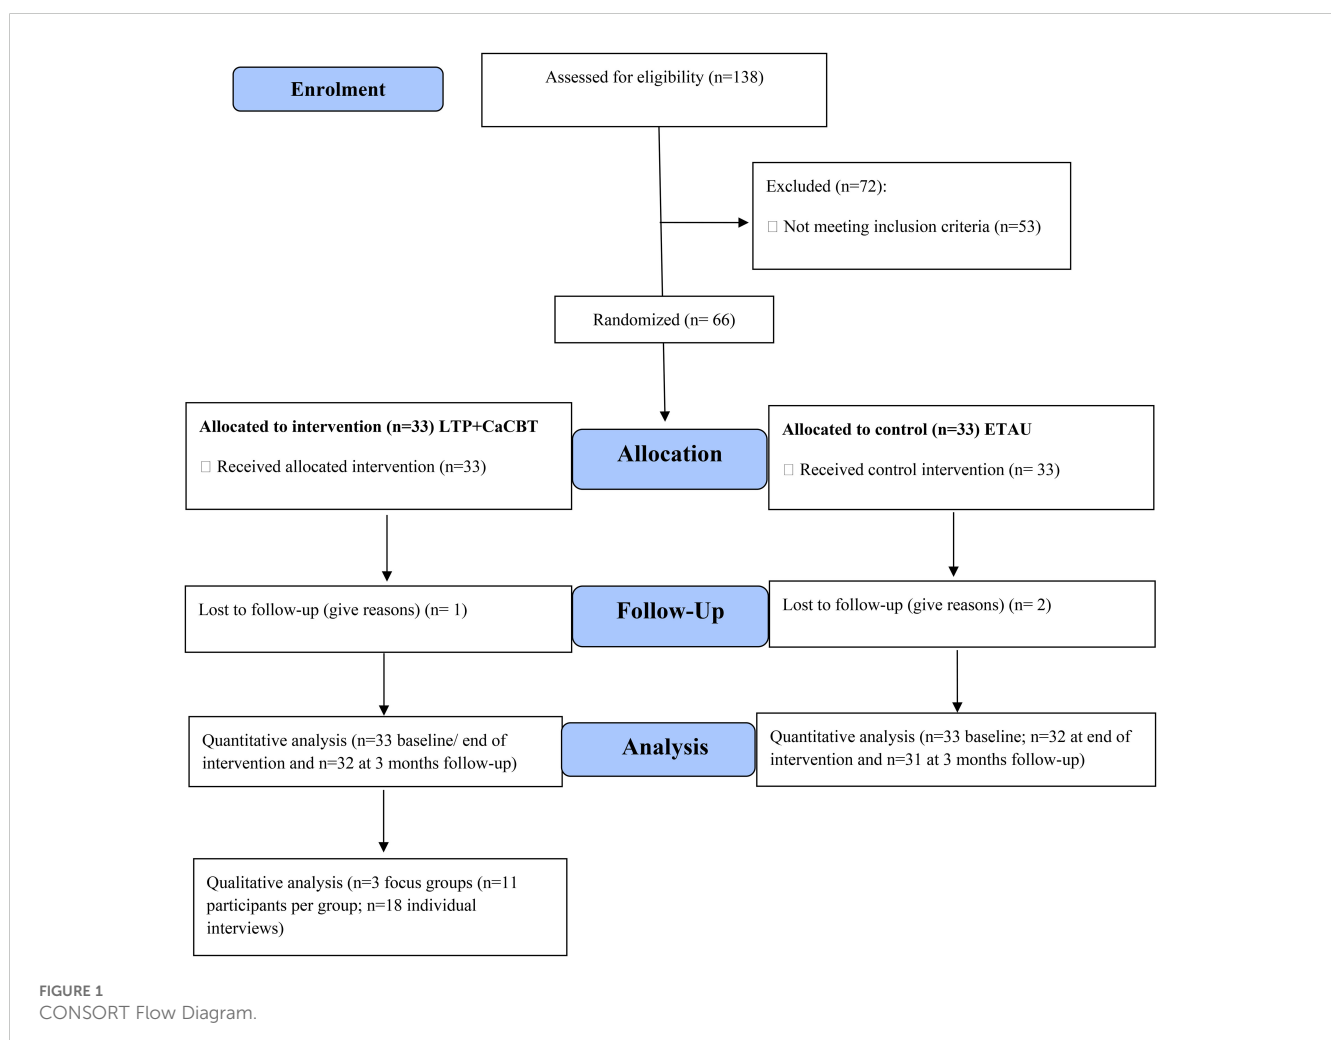 Enrolment
Assessed for eligibility (n=138)
Excluded (n=72):
□ Not meeting inclusion criteria (n=53)
Randomized (n= 66)
Allocated to intervention (n=33) LTP+CaCBT
□ Received allocated intervention (n=33)
Allocation
Allocated to control (n=33) ETAU
□ Received control intervention (n= 33)
Lost to follow-up (give reasons) (n= 1)
Follow-Up
Lost to follow-up (give reasons) (n= 2)
Quantitative analysis (n=33 baseline/ end of
intervention and n=32 at 3 months follow-up)
Analysis
Quantitative analysis (n=33 baseline; n=32 at end of
intervention and n=31 at 3 months follow-up)
Qualitative analysis (n=3 focus groups (n=11
participants per group; n=18 individual
interviews)
FIGURE 1
CONSORT Flow Diagram.